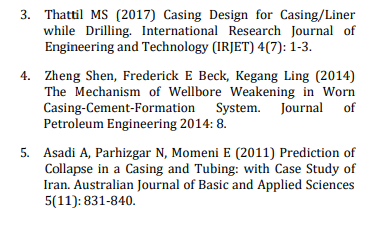 3. Thattil MS (2017) Casing Design for Casing/Liner
while Drilling. International Research Journal of
Engineering and Technology (IRJET) 4(7): 1-3.
4. Zheng Shen, Frederick E Beck, Kegang Ling (2014)
The Mechanism of Wellbore Weakening in Worn
Casing-Cement-Formation System. Journal of
Petroleum Engineering 2014: 8.
5. Asadi A, Parhizgar N, Momeni E (2011) Prediction of
Collapse in a Casing and Tubing: with Case Study of
Iran. Australian Journal of Basic and Applied Sciences
5(11): 831-840.